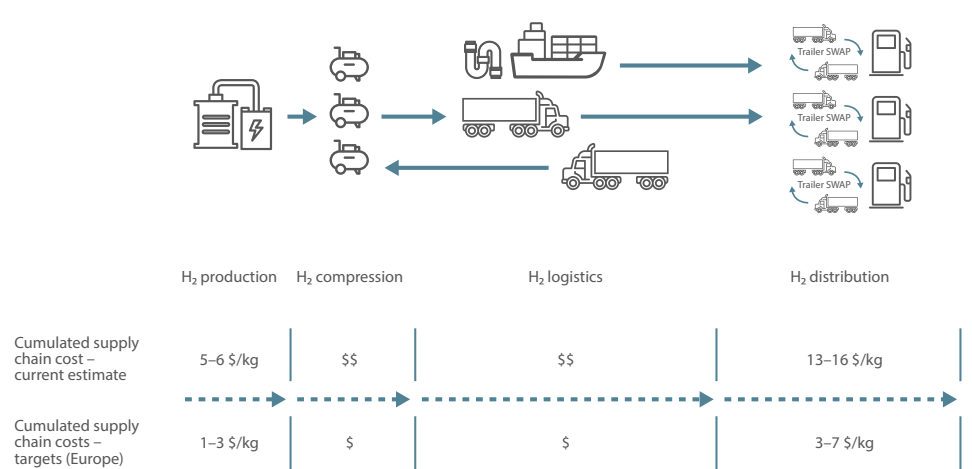 Trailer SWAP
Trailer SWAP
Trailer SWAP
H₂ production
H₂ compression
H₂ logistics
H₂ distribution
Cumulated supply
chain cost –
current estimate
5–6 $/kg
$$
$$
13–16 $/kg
Cumulated supply
chain costs –
targets (Europe)
1–3 $/kg
$
$
3–7 $/kg